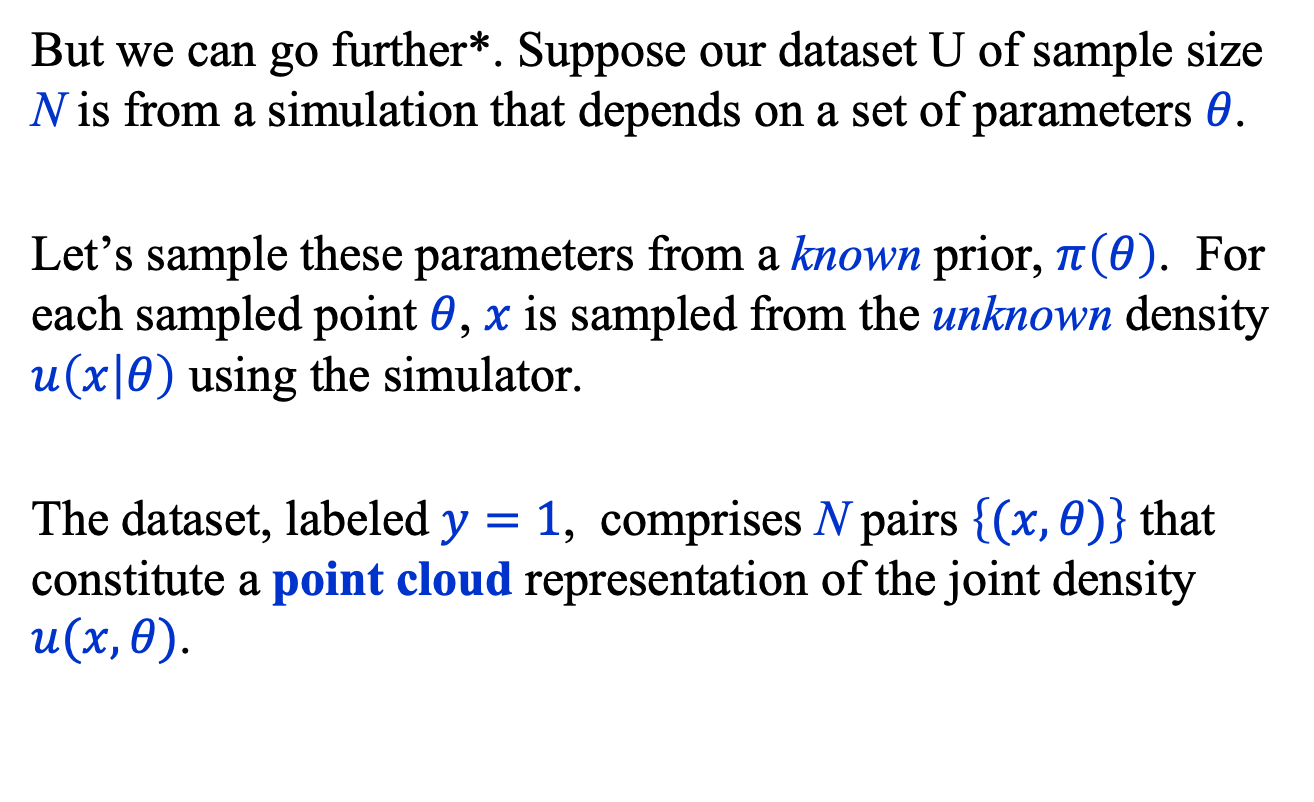 But we can go further*. Suppose our dataset U of sample size
N is from a simulation that depends on a set of parameters θ.
Let’s sample these parameters from a known prior, π(θ). For
each sampled point θ, x is sampled from the unknown density
u(x|θ) using the simulator.
The dataset, labeled y = 1, comprises N pairs {(x, θ)} that
constitute a point cloud representation of the joint density
u(x, θ).